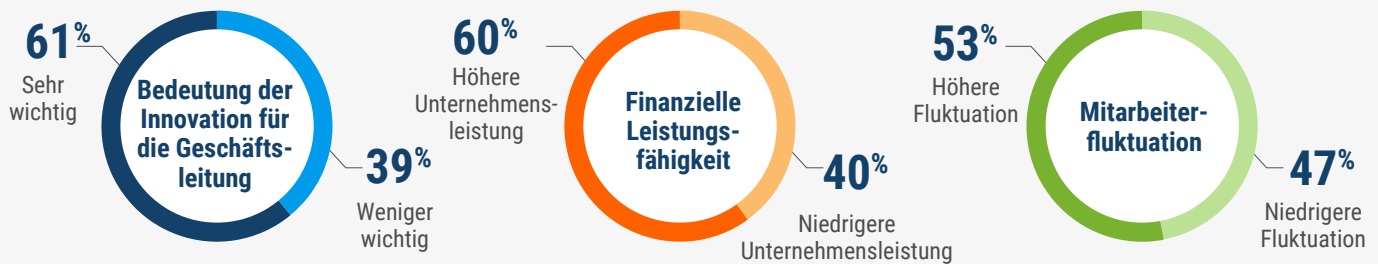 61%
Sehr
wichtig
Bedeutung der
Innovation für
die Geschäfts-
leitung
39%
Weniger
wichtig
60%
Höhere
Unternehmens-
leistung
Finanzielle
Leistungs-
fähigkeit
40%
Niedrigere
Unternehmensleistung
53%
Höhere
Fluktuation
Mitarbeiter-
fluktuation
47%
Niedrigere
Fluktuation